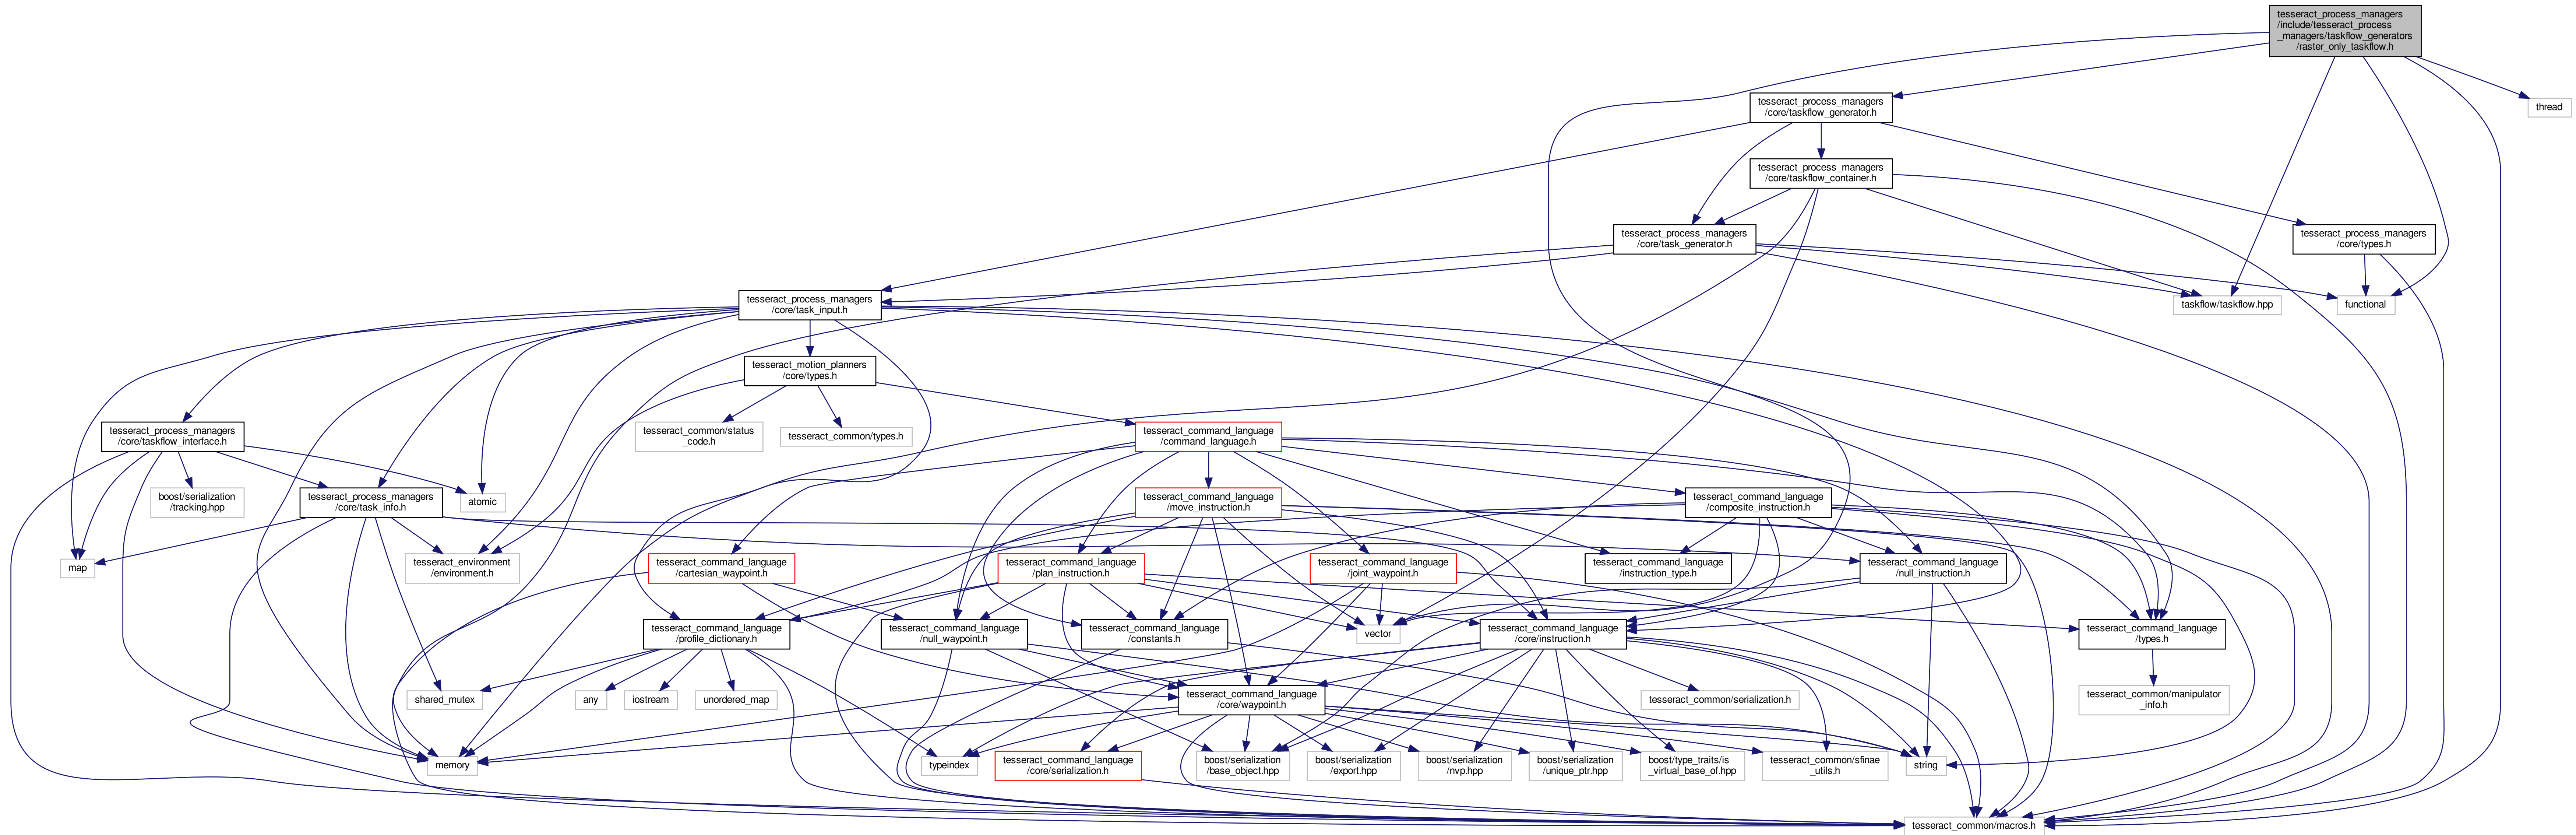 tesseract_process_managers
/include/tesseract_process
_managers/taskflow_generators
/raster_only_taskflow.h
tesseract_process_managers
/core/taskflow_generator.h
thread
tesseract_process_managers
/core/taskflow_container.h
tesseract_process_managers
/core/task_generator.h
tesseract_process_managers
/core/types.h
tesseract_process_managers
/core/task_input.h
taskflow/taskflow.hpp
functional
tesseract_motion_planners
/core/types.h
tesseract_process_managers
/core/taskflow_interface.h
tesseract_common/status
_code.h
tesseract_common/types.h
tesseract_command_language
/command_language.h
boost/serialization
/tracking.hpp
tesseract_process_managers
/core/task_info.h
atomic
tesseract_command_language
/move_instruction.h
tesseract_command_language
/composite_instruction.h
map
tesseract_environment
/environment.h
tesseract_command_language
/cartesian_waypoint.h
tesseract_command_language
/plan_instruction.h
tesseract_command_language
/joint_waypoint.h
tesseract_command_language
/instruction_type.h
tesseract_command_language
/null_instruction.h
tesseract_command_language
/profile_dictionary.h
tesseract_command_language
/null_waypoint.h
tesseract_command_language
/constants.h
vector
tesseract_command_language
/core/instruction.h
tesseract_command_language
/types.h
shared_mutex
any
iostream
unordered_map
tesseract_command_language
/core/waypoint.h
tesseract_common/serialization.h
tesseract_common/manipulator
_info.h
memory
typeindex
tesseract_command_language
/core/serialization.h
boost/serialization
/base_object.hpp
boost/serialization
/export.hpp
boost/serialization
/nvp.hpp
boost/serialization
/unique_ptr.hpp
boost/type_traits/is
_virtual_base_of.hpp
tesseract_common/sfinae
_utils.h
string
tesseract_common/macros.h